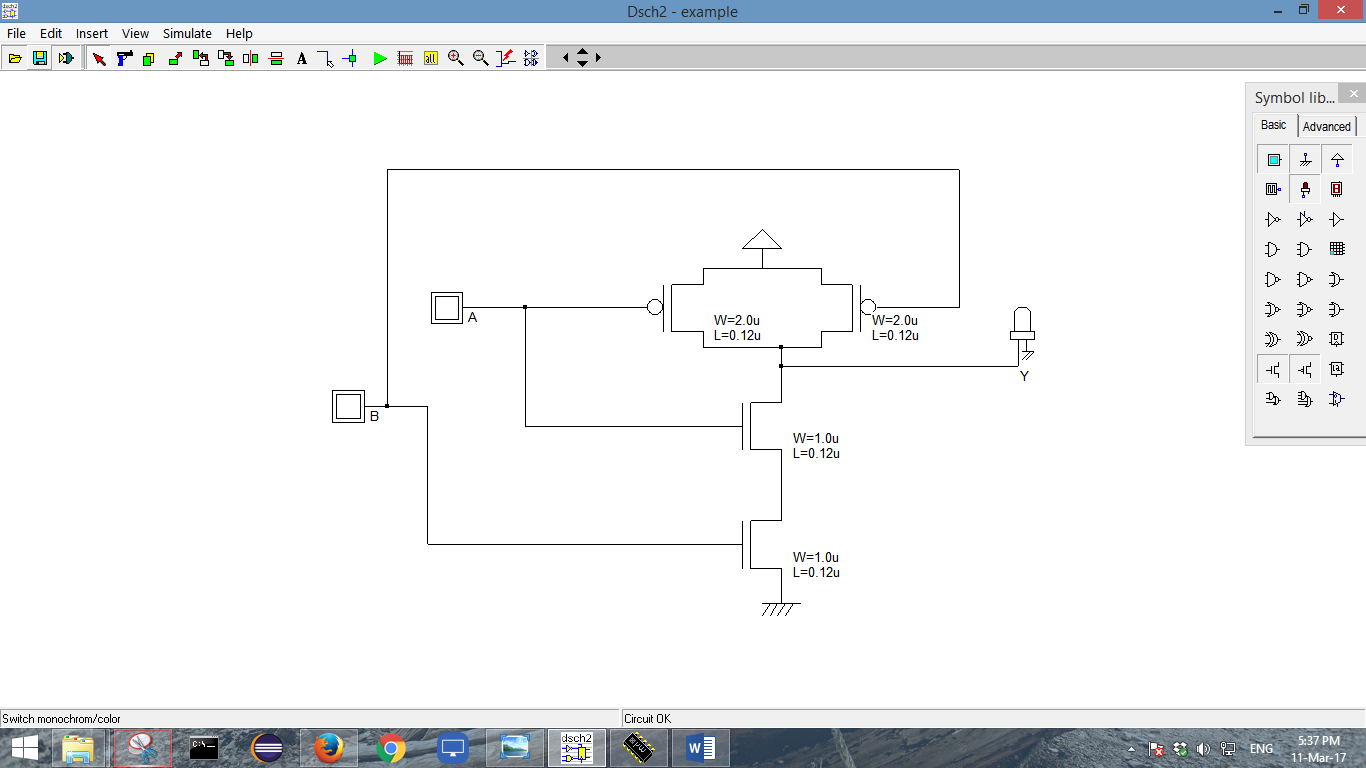 dsch2
Dsch2 - example
File Edit Insert View Simulate Help
A
all
Symbol lib...
Basic Advanced
A
W=2.0u
L=0.12u
W=2.0u
L=0.12u
Y
B
W=1.0u
L=0.12u
W=1.0u
L=0.12u
Switch monochrom/color
Circuit OK
C:\_
dsch2
W
ENG
5:37 PM
11-Mar-17